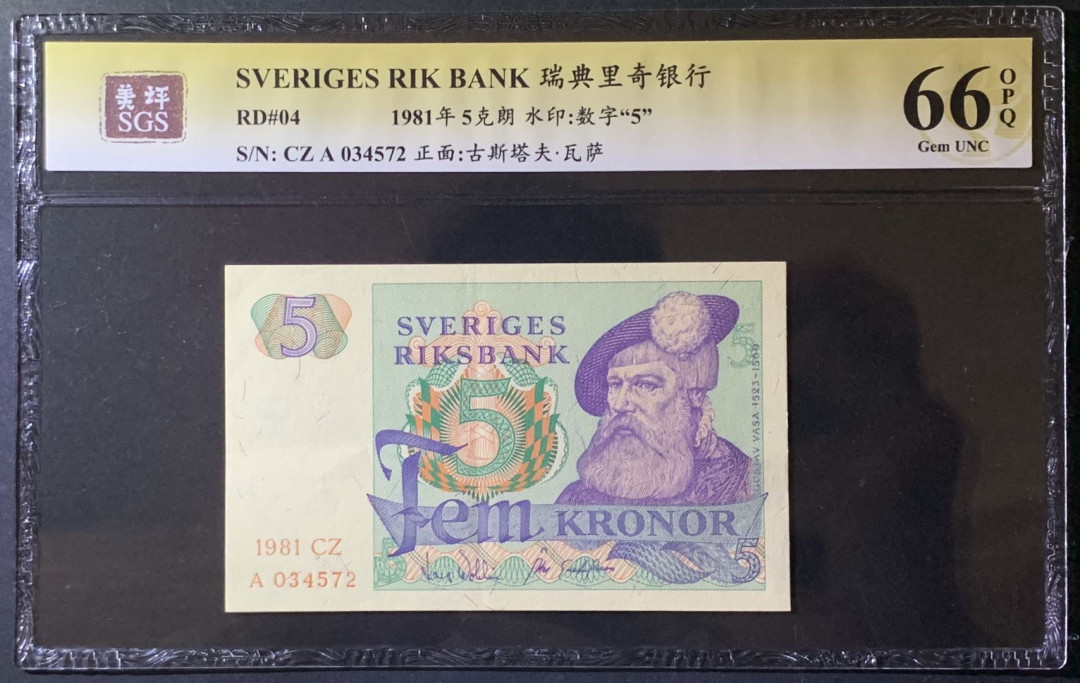 美评
SGS
SVERIGES RIK BANK 瑞典里奇银行
RD#04 1981年 5克朗 水印:数字“5”
S/N: CZ A 034572 正面:古斯塔夫·瓦萨
66
OPQ
Gem UNC
5
SVERIGES
RIKSBANK
5
5
GUSTAV VASA 1523-1560
Fem KRONOR
1981 CZ
A 034572
5
5